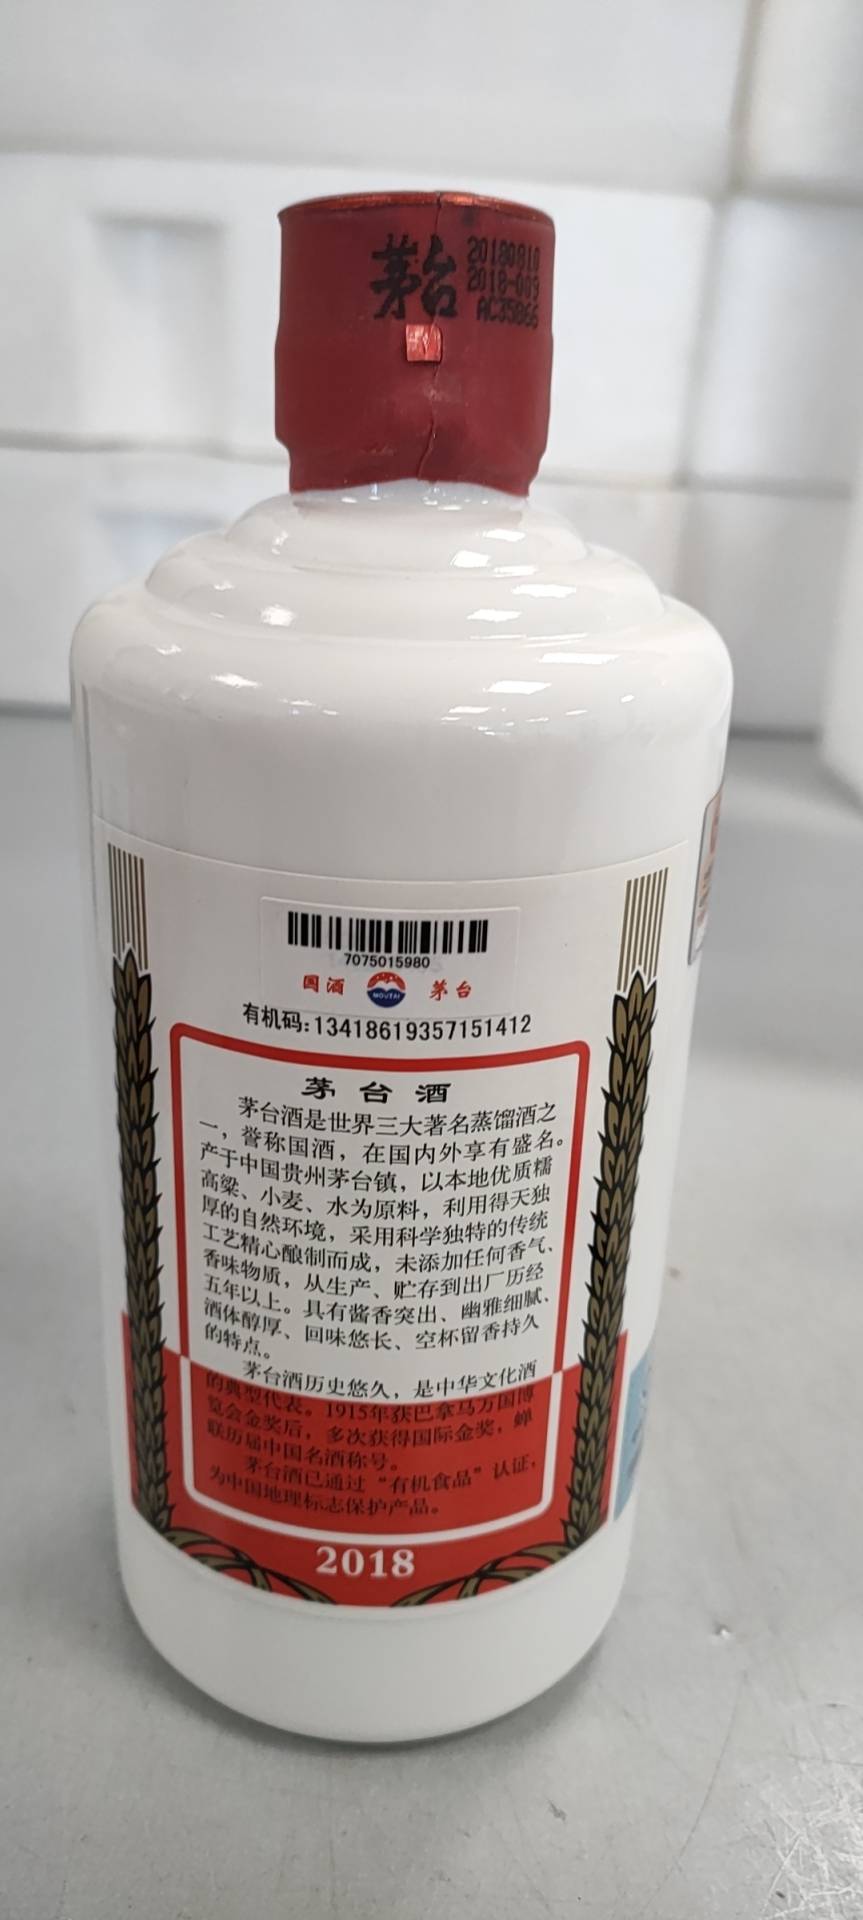 茅台
20180810
2018-009
AC35866
7075015980
国酒 MOUTAI 茅台
有机码:13418619357151412
茅台酒
茅台酒是世界三大著名蒸馏酒之
一,誉称国酒,在国内外享有盛名。
产于中国贵州茅台镇,以本地优质糯
高粱、小麦、水为原料,利用得天独
厚的自然环境,采用科学独特的传统
工艺精心酿制而成,未添加任何香气、
香味物质,从生产、贮存到出厂历经
五年以上。具有酱香突出、幽雅细腻、
酒体醇厚、回味悠长、空杯留香持久
的特点。
茅台酒历史悠久,是中华文化酒
的典型代表。1915年获巴拿马万国博
览会金奖后,多次获得国际金奖,蝉
联历届中国名酒称号。
茅台酒已通过“有机食品”认证,
为中国地理标志保护产品。
2018